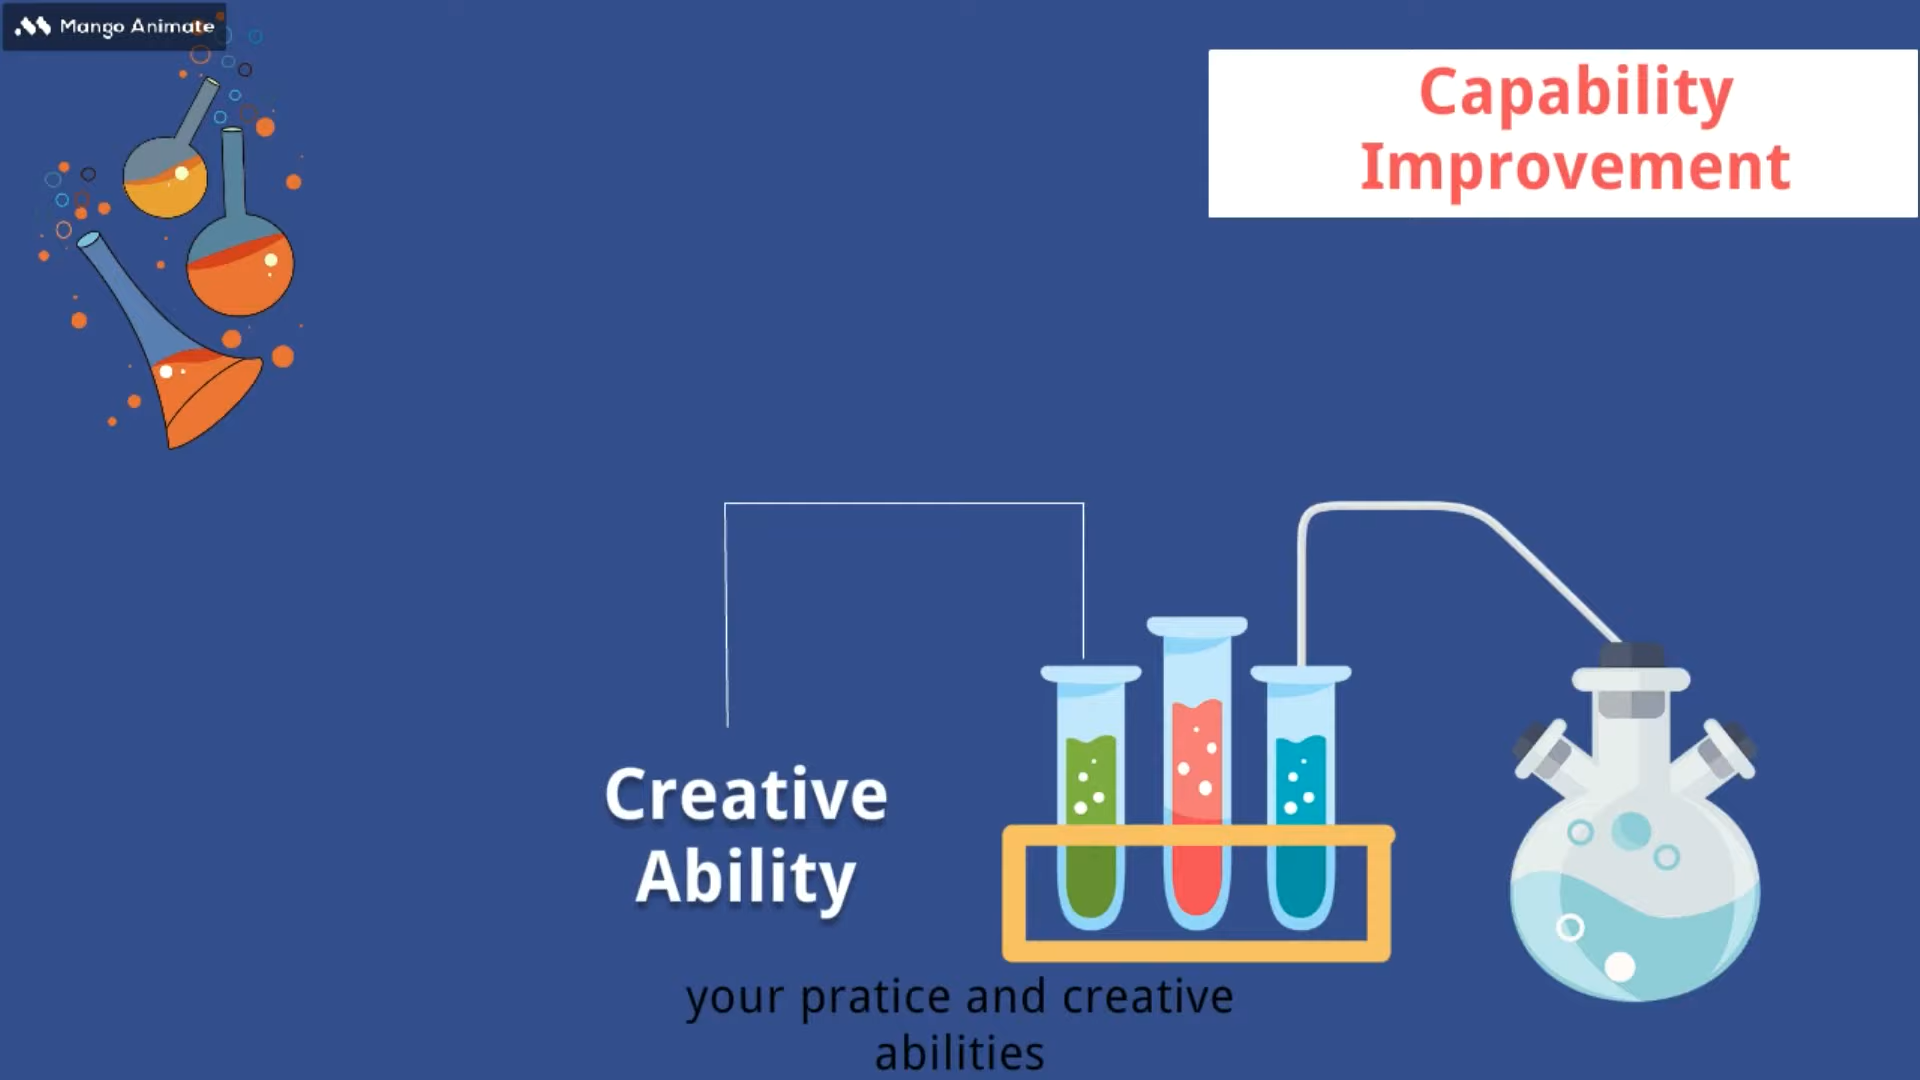 Mango Animate
Capability
Improvement
Creative
Ability
your pratice and creative
abilities